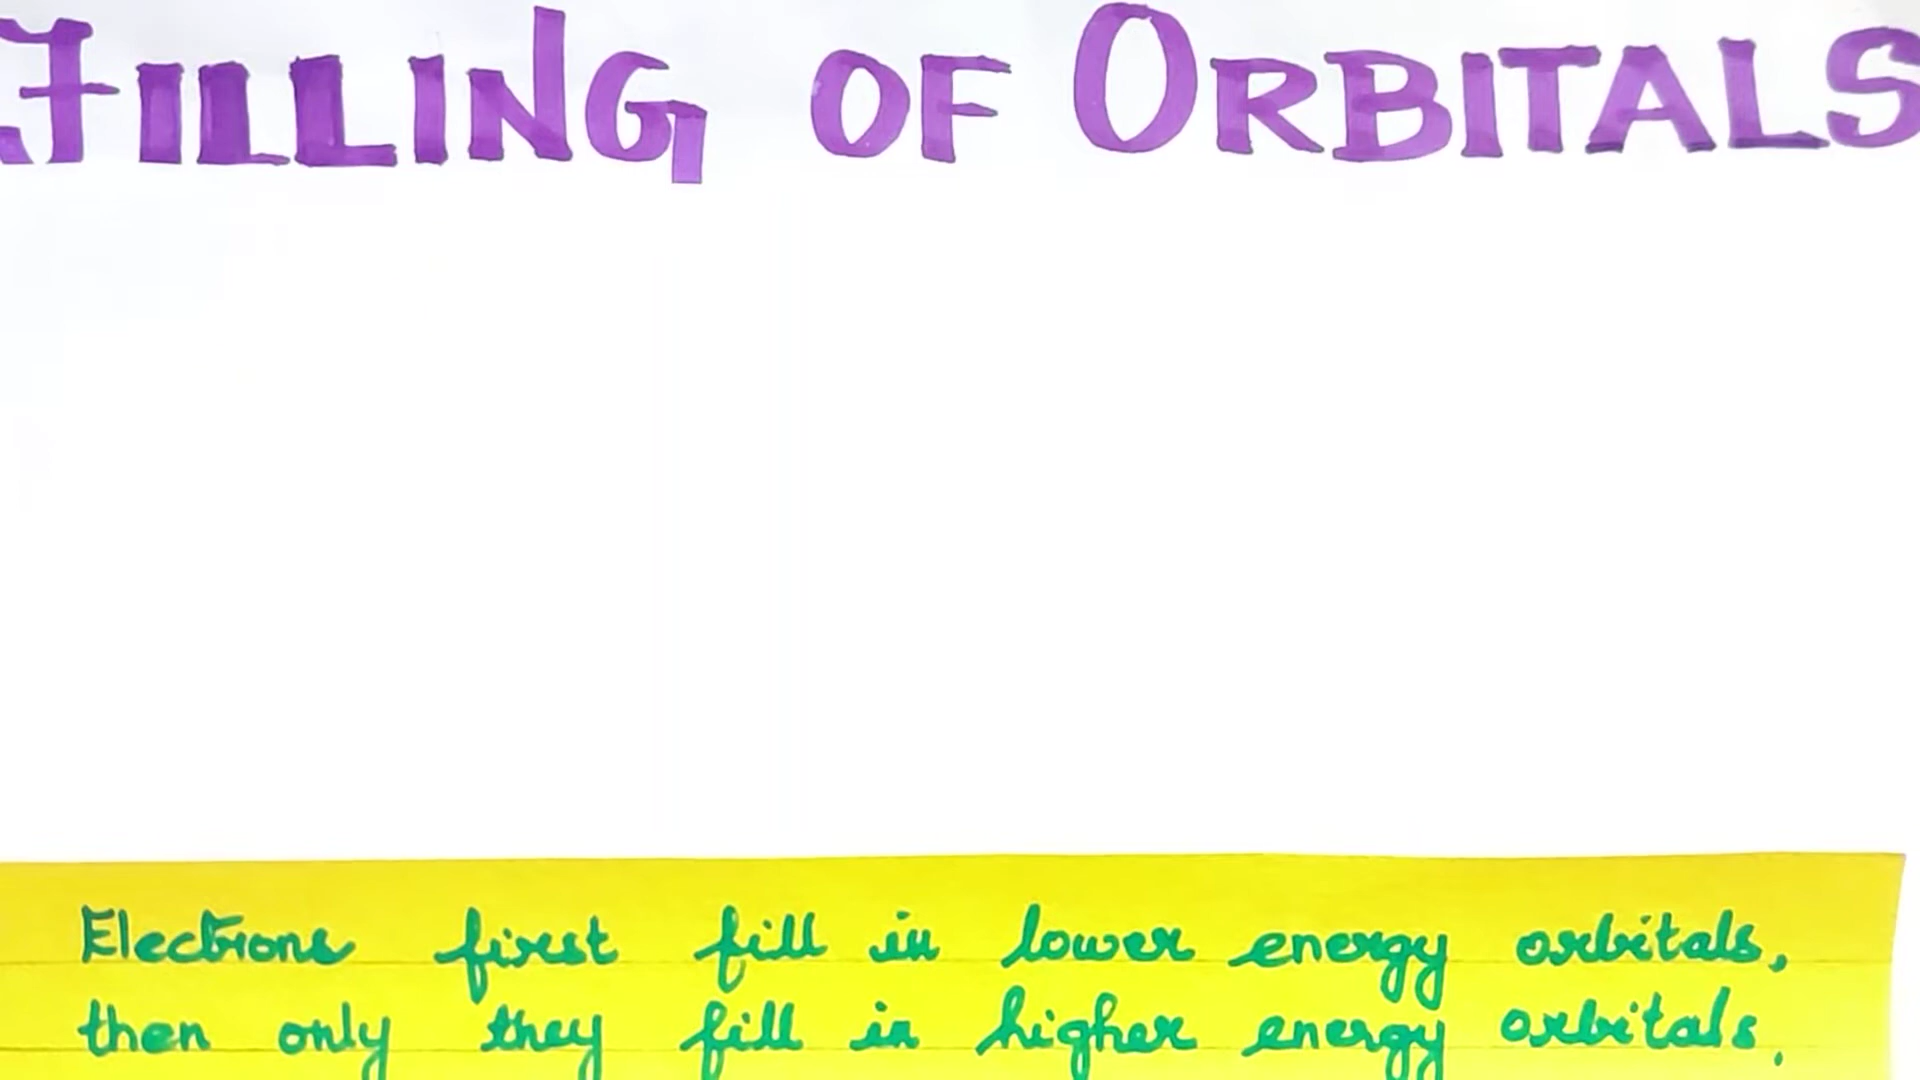 FILLING OF ORBITALS
Electrons first fill in lower energy orbitals,
then only they fill in higher energy orbitals.